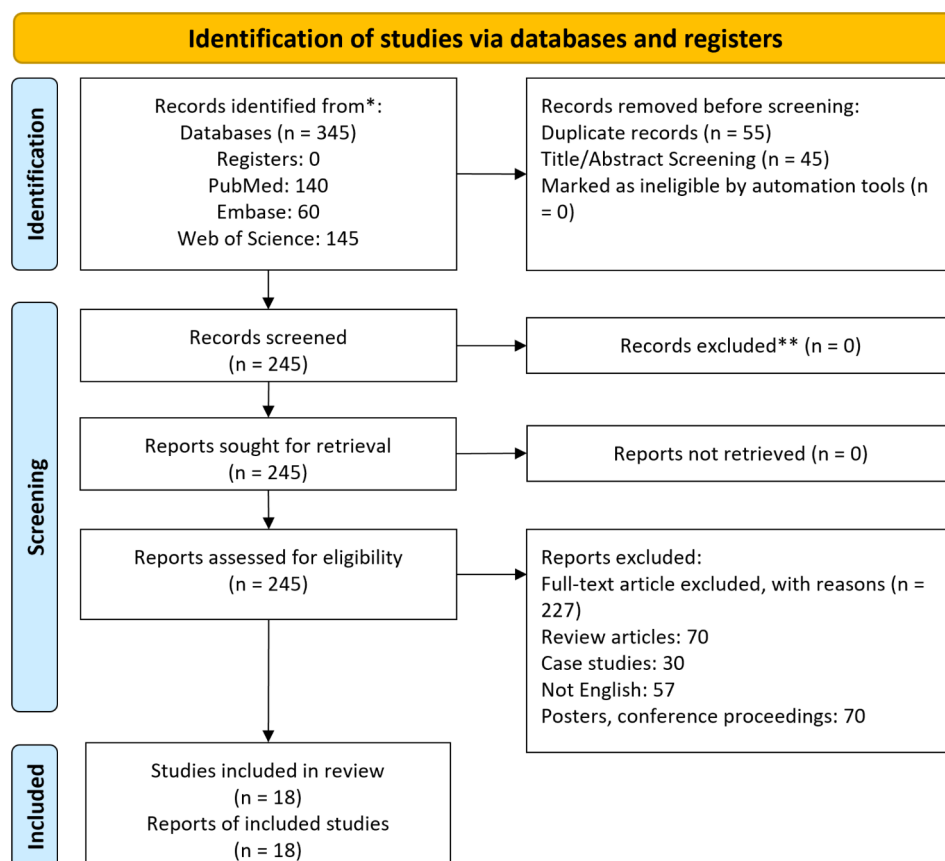 Identification of studies via databases and registers
Identification
Records identified from*:
Databases (n = 345)
Registers: 0
PubMed: 140
Embase: 60
Web of Science: 145
Records removed before screening:
Duplicate records (n = 55)
Title/Abstract Screening (n = 45)
Marked as ineligible by automation tools (n
= 0)
Screening
Records screened
(n = 245)
Records excluded** (n = 0)
Reports sought for retrieval
(n = 245)
Reports not retrieved (n = 0)
Reports assessed for eligibility
(n = 245)
Reports excluded:
Full-text article excluded, with reasons (n =
227)
Review articles: 70
Case studies: 30
Not English: 57
Posters, conference proceedings: 70
Included
Studies included in review
(n = 18)
Reports of included studies
(n = 18)